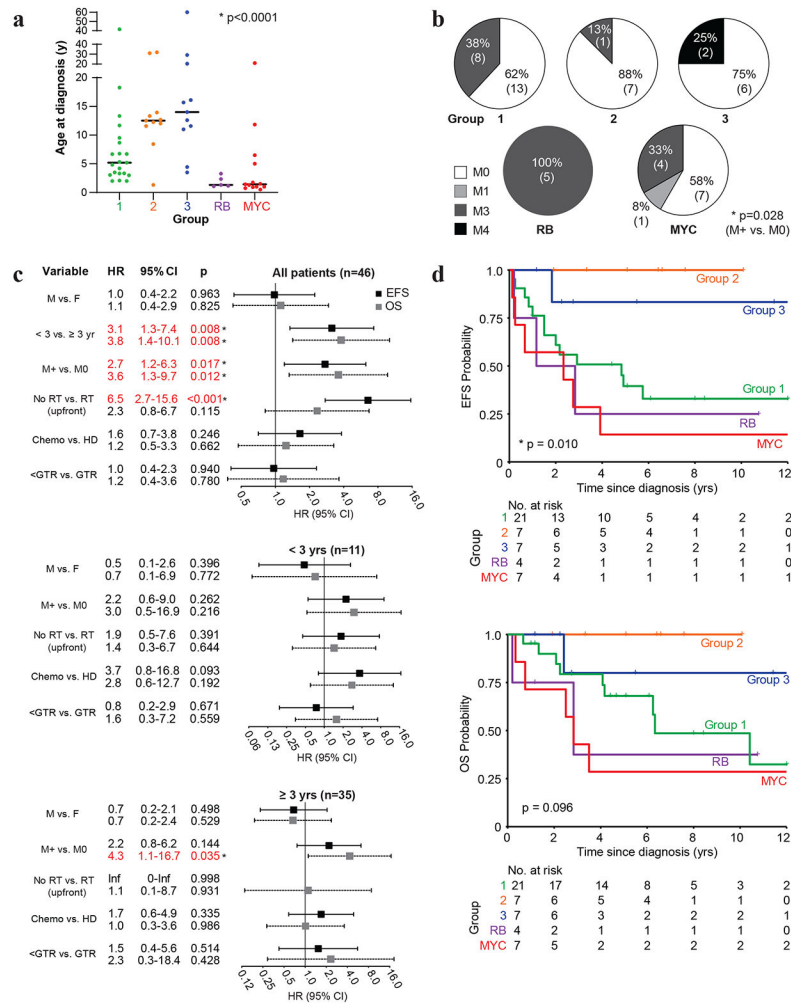 a
* p<0.0001
Age at diagnosis (y)
60
50
40
30
20
15
10
5
0
1 2 3 RB MYC
Group
b
38%
(8)
62%
(13)
13%
(1)
88%
(7)
25%
(2)
75%
(6)
Group 1 2 3
100%
(5)
33%
(4)
58%
(7)
8%
(1)
M0
M1
M3
M4
RB
MYC
* p=0.028
(M+ vs. M0)
c
Variable HR 95% CI p All patients (n=46)
EFS
OS
M vs. F 1.0 0.4-2.2 0.963
1.1 0.4-2.9 0.825
< 3 vs. ≥ 3 yr 3.1 1.3-7.4 0.008 *
3.8 1.4-10.1 0.008 *
M+ vs. M0 2.7 1.2-6.3 0.017 *
3.6 1.3-9.7 0.012 *
No RT vs. RT 6.5 2.7-15.6 <0.001 *
(upfront) 2.3 0.8-6.7 0.115
Chemo vs. HD 1.6 0.7-3.8 0.246
1.2 0.5-3.3 0.662
<GTR vs. GTR 1.0 0.4-2.3 0.940
1.2 0.4-3.6 0.780
0.5 1.0 2.0 4.0 8.0 16.0
HR (95% CI)
< 3 yrs (n=11)
M vs. F 0.5 0.1-2.6 0.396
0.7 0.1-6.9 0.772
M+ vs. M0 2.2 0.6-9.0 0.262
3.0 0.5-16.9 0.216
No RT vs. RT 1.9 0.5-7.6 0.391
(upfront) 1.4 0.3-6.7 0.644
Chemo vs. HD 3.7 0.8-16.8 0.093
2.8 0.6-12.7 0.192
<GTR vs. GTR 0.8 0.2-2.9 0.671
1.6 0.3-7.2 0.559
0.06 0.13 0.25 0.5 1.0 2.0 4.0 8.0 16.0
HR (95% CI)
≥ 3 yrs (n=35)
M vs. F 0.7 0.2-2.1 0.498
0.7 0.2-2.4 0.529
M+ vs. M0 2.2 0.8-6.2 0.144
4.3 1.1-16.7 0.035 *
No RT vs. RT Inf 0-Inf 0.998
(upfront) 1.1 0.1-8.7 0.931
Chemo vs. HD 1.7 0.6-4.9 0.335
1.0 0.3-3.6 0.986
<GTR vs. GTR 1.5 0.4-5.6 0.514
2.3 0.3-18.4 0.428
0.12 0.25 0.5 1.0 2.0 4.0 8.0 16.0
HR (95% CI)
d
EFS Probability
1.0
0.75
0.50
0.25
0 2 4 6 8 10 12
Group 2
Group 3
Group 1
RB
MYC
* p = 0.010
Time since diagnosis (yrs)
No. at risk
Group
1 21 13 10 5 4 2 2
2 7 6 5 4 1 1 0
3 7 5 3 2 2 2 1
RB 4 2 1 1 1 1 0
MYC 7 4 1 1 1 1 1
OS Probability
1.0
0.75
0.50
0.25
0 2 4 6 8 10 12
Group 2
Group 3
Group 1
RB
MYC
p = 0.096
Time since diagnosis (yrs)
No. at risk
Group
1 21 17 14 8 5 3 2
2 7 6 5 4 1 1 0
3 7 6 3 2 2 2 1
RB 4 2 1 1 1 1 0
MYC 7 5 2 2 2 2 2